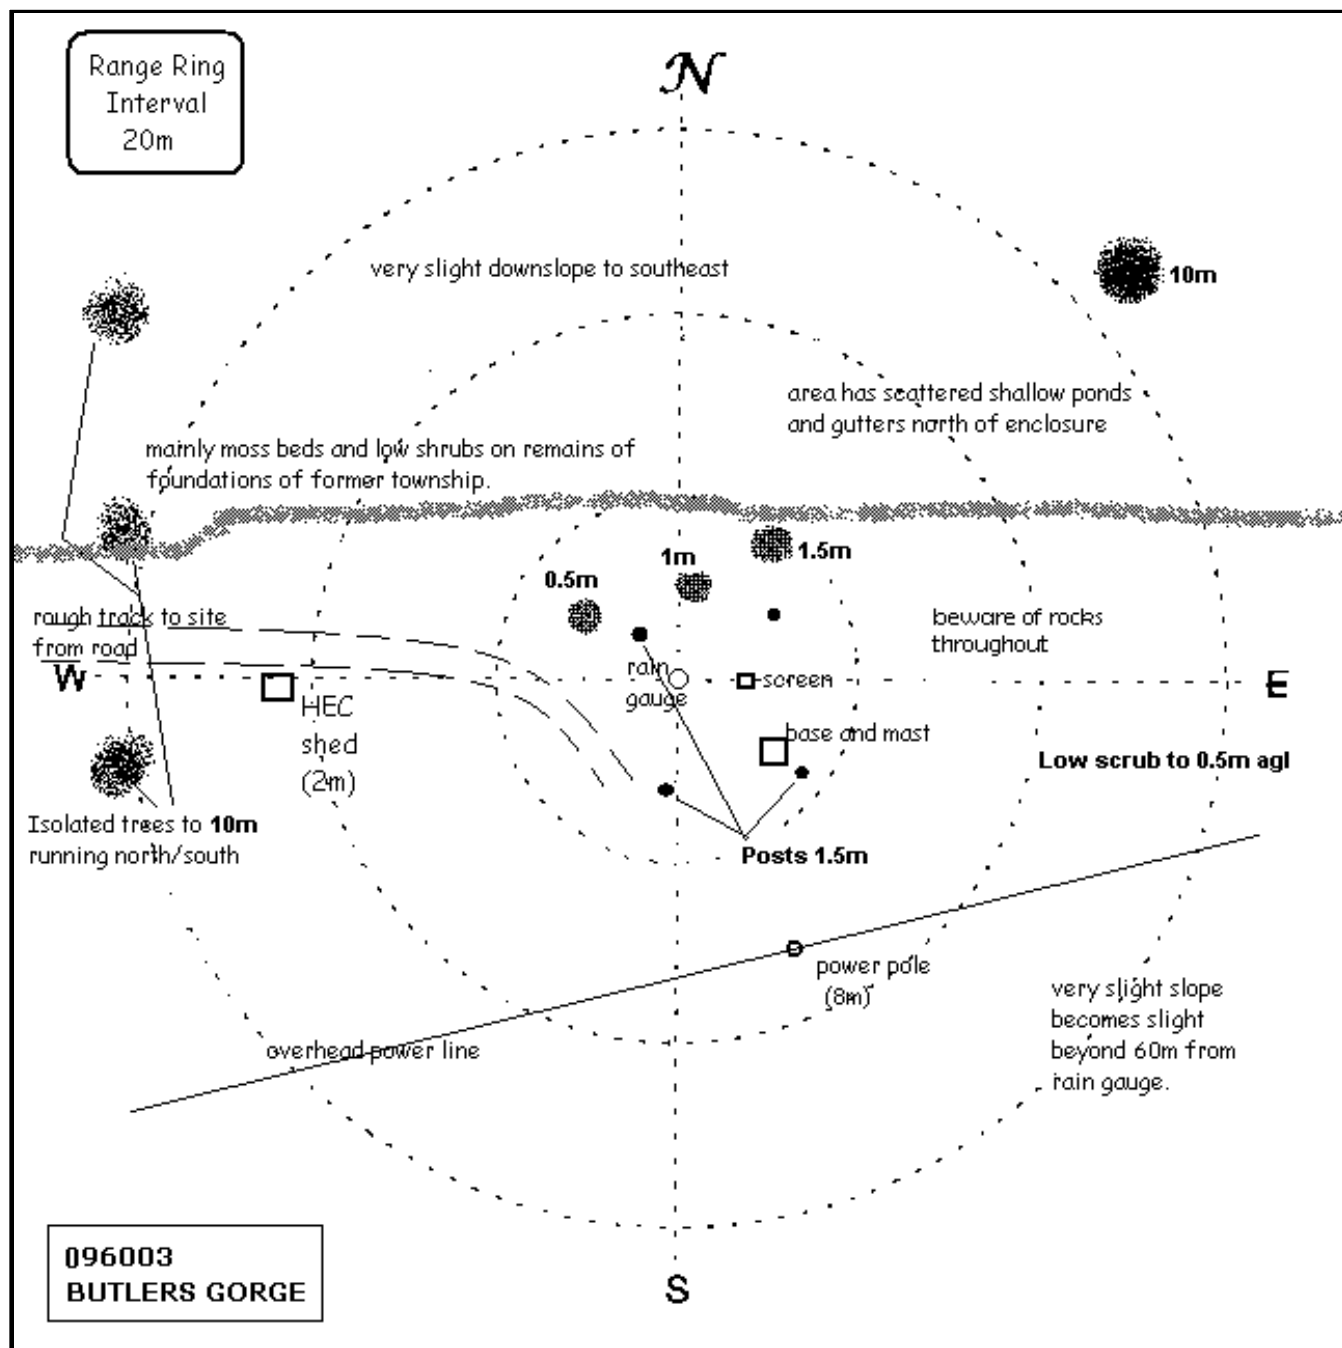 Range Ring
Interval
20m
N
very slight downslope to southeast
10m
area has scattered shallow ponds
and gutters north of enclosure
mainly moss beds and low shrubs on remains of
foundations of former township.
1.5m
1m
0.5m
rough track to site
from road
beware of rocks
throughout
W
rain
gauge
screen
E
HEC
shed
(2m)
base and mast
Low scrub to 0.5m agl
Isolated trees to 10m
running north/south
Posts 1.5m
power pole
(8m)
very slight slope
becomes slight
beyond 60m from
rain gauge.
overhead power line
096003
BUTLERS GORGE
S